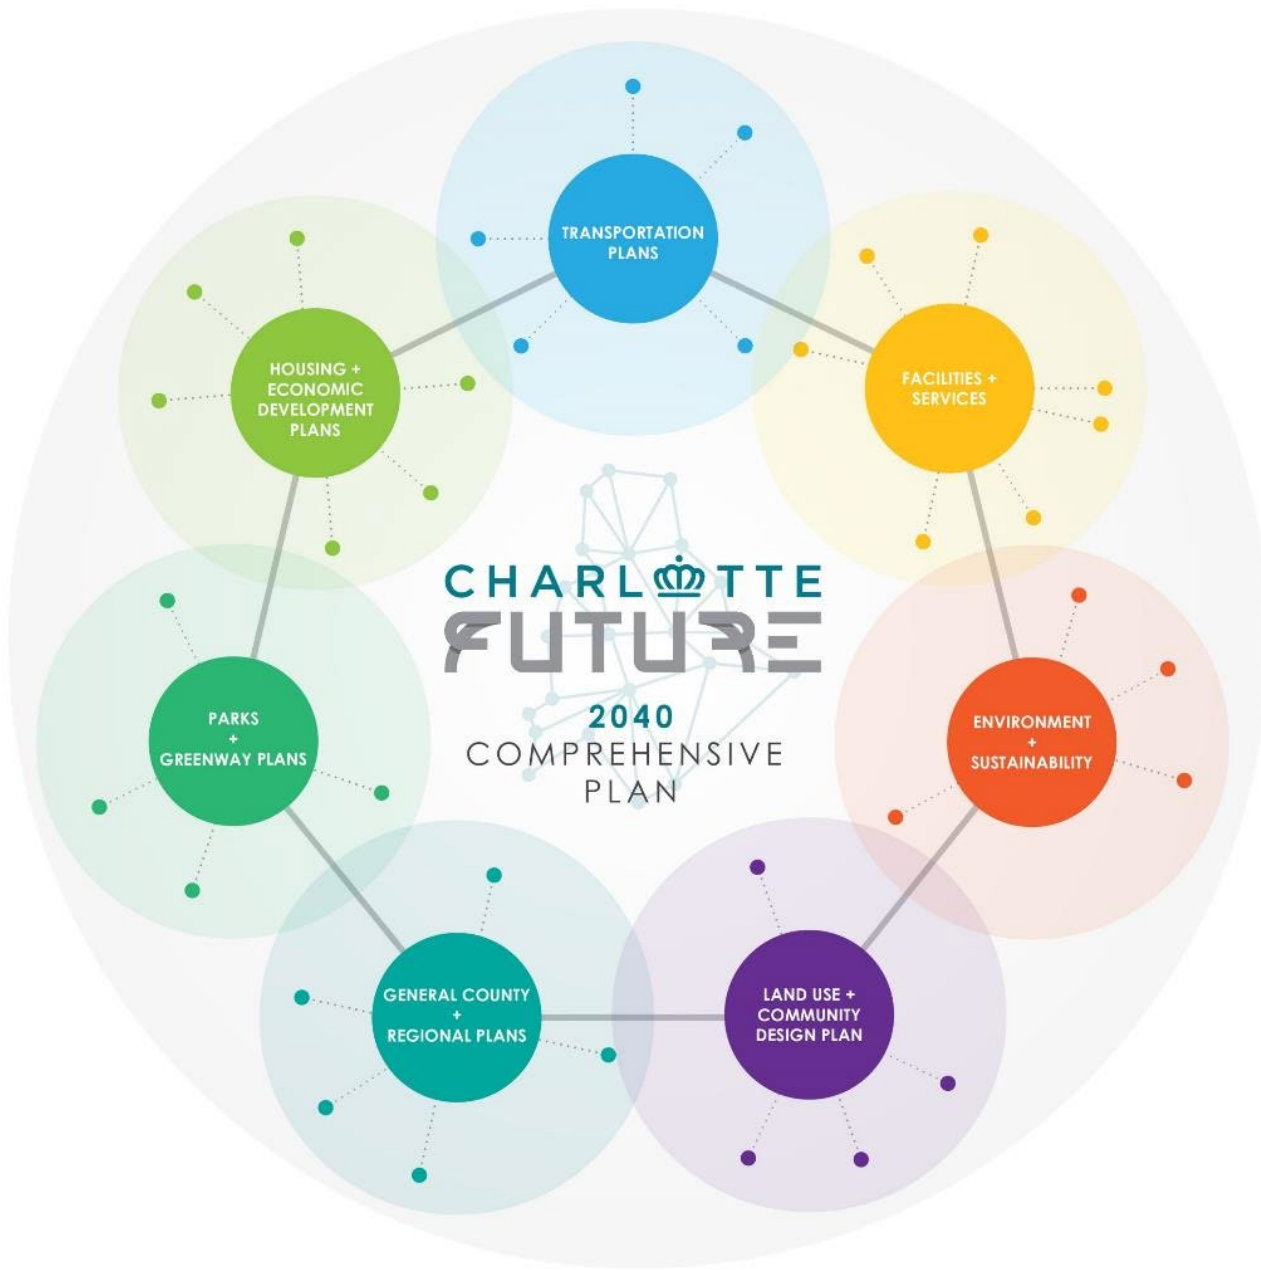 TRANSPORTATION
PLANS
FACILITIES +
SERVICES
HOUSING +
ECONOMIC
DEVELOPMENT
PLANS
CHARLOTTE
FUTURE
2040
COMPREHENSIVE
PLAN
PARKS
+
GREENWAY PLANS
ENVIRONMENT
+
SUSTAINABILITY
GENERAL COUNTY
+
REGIONAL PLANS
LAND USE +
COMMUNITY
DESIGN PLAN